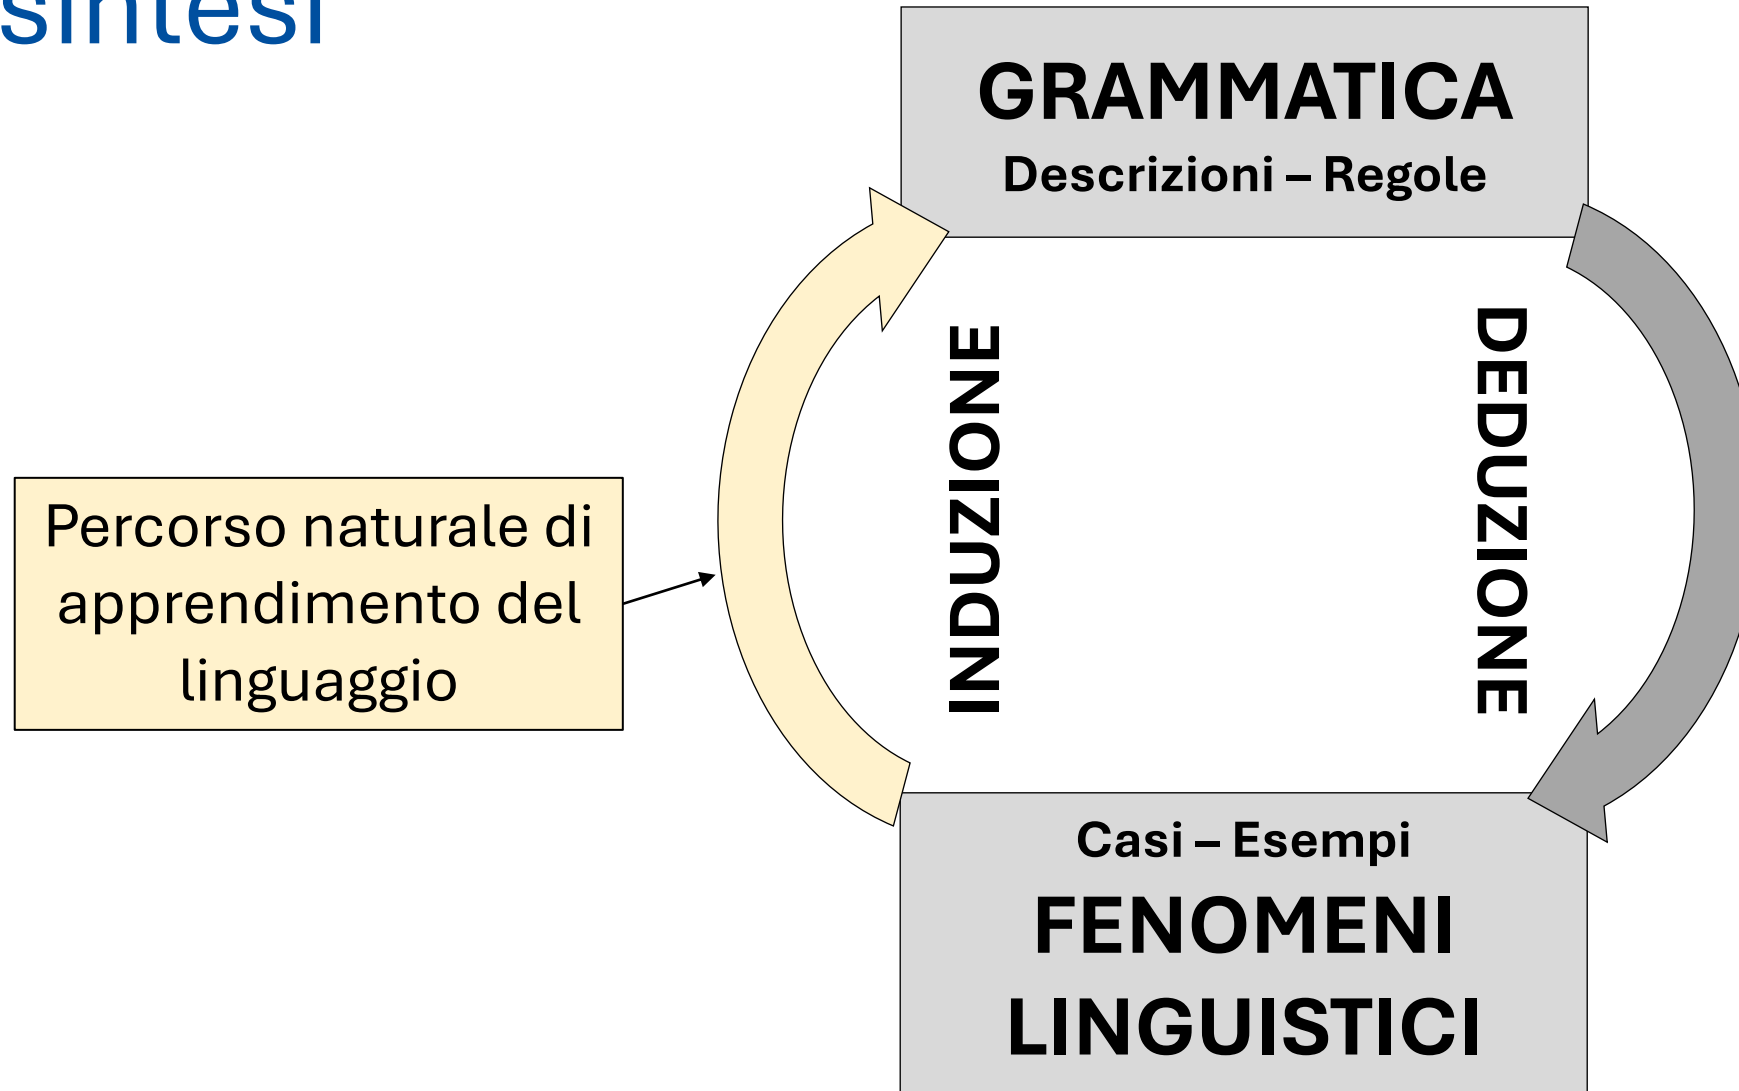 sintesi
GRAMMATICA
Descrizioni – Regole
INDUZIONE
DEDUZIONE
Percorso naturale di
apprendimento del
linguaggio
Casi – Esempi
FENOMENI
LINGUISTICI